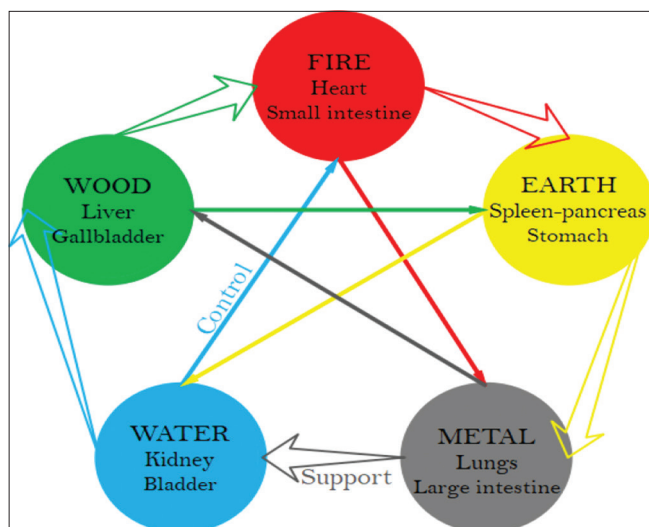 FIRE
Heart
Small intestine
WOOD
Liver
Gallbladder
EARTH
Spleen-pancreas
Stomach
Control
WATER
Kidney
Bladder
Support
METAL
Lungs
Large intestine